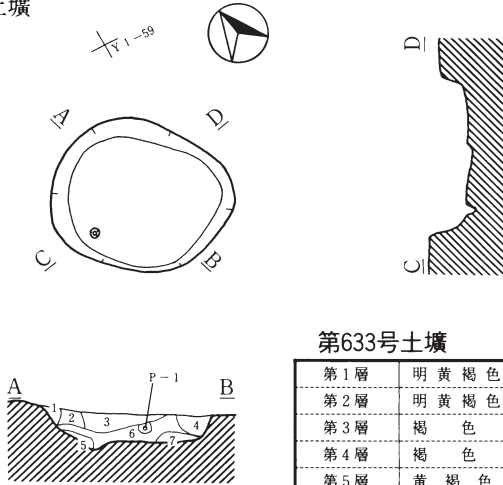 土壙
Y1-59
A
D
C
B
D
C
A
B
P-1
1
2
3
4
5
6
7
第633号土壙
第1層 明黄褐色
第2層 明黄褐色
第3層 褐色
第4層 褐色
第5層 黄褐色